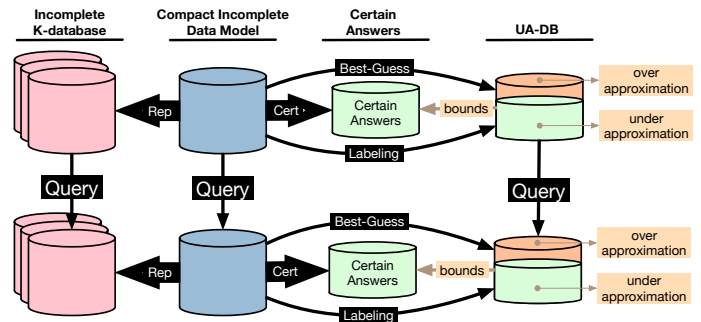 Incomplete
K-database
Compact Incomplete
Data Model
Certain
Answers
UA-DB
Best-Guess
over
approximation
Rep
Cert
Certain
Answers
bounds
under
approximation
Labeling
Query
Query
Query
Best-Guess
over
approximation
Rep
Cert
Certain
Answers
bounds
under
approximation
Labeling